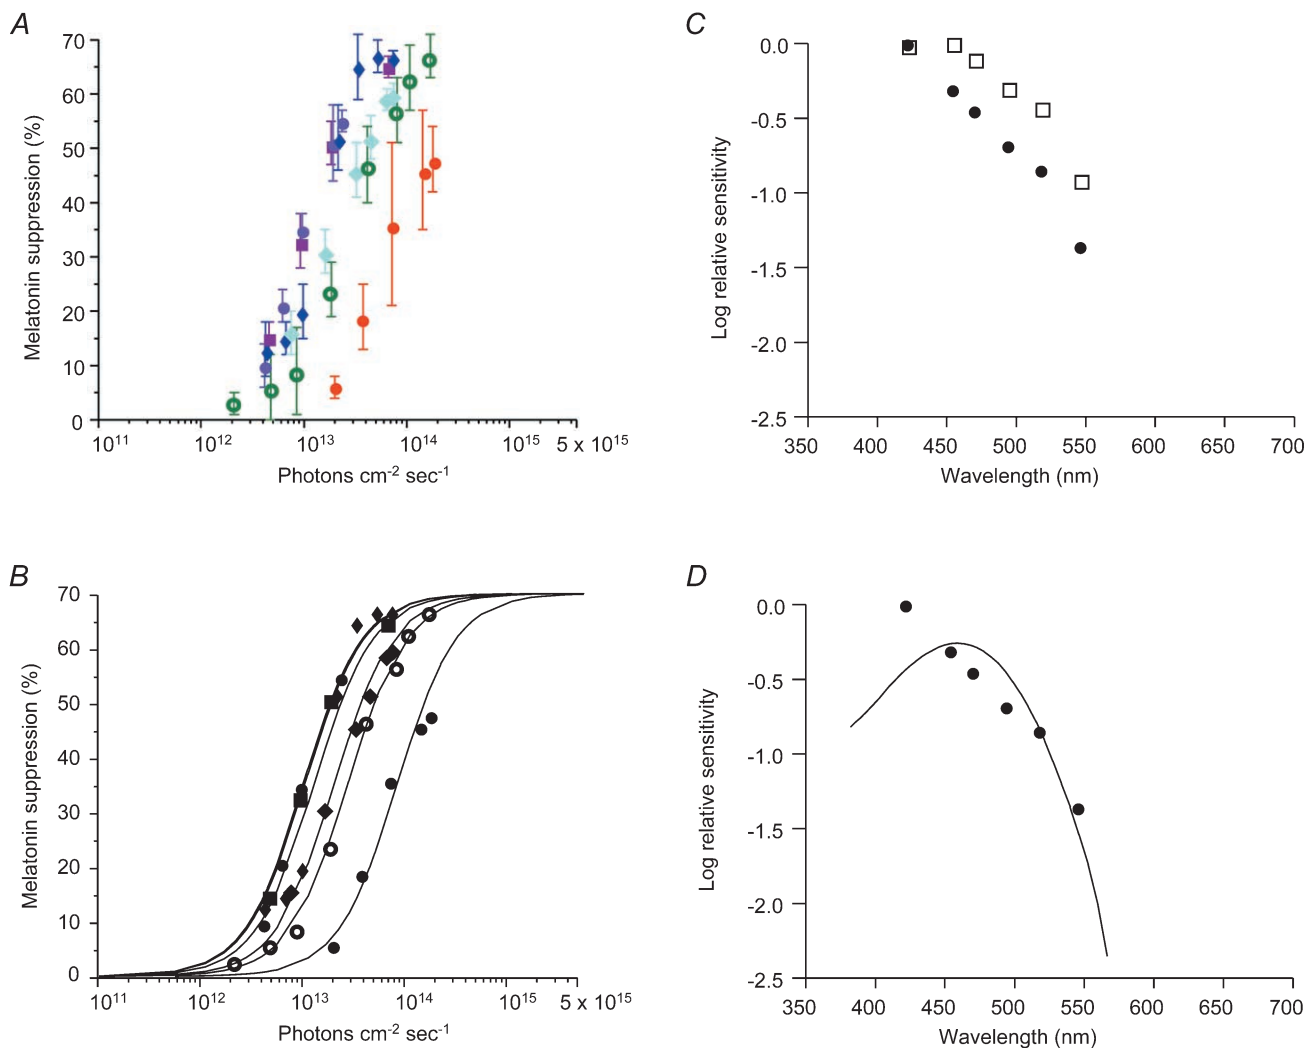 A
Melatonin suppression (%)
70
60
50
40
30
20
10
0
10¹¹ 10¹² 10¹³ 10¹⁴ 10¹⁵ 5 x 10¹⁵
Photons cm⁻² sec⁻¹
C
Log relative sensitivity
0.0
-0.5
-1.0
-1.5
-2.0
-2.5
350 400 450 500 550 600 650 700
Wavelength (nm)
B
Melatonin suppression (%)
70
60
50
40
30
20
10
0
10¹¹ 10¹² 10¹³ 10¹⁴ 10¹⁵ 5 x 10¹⁵
Photons cm⁻² sec⁻¹
D
Log relative sensitivity
0.0
-0.5
-1.0
-1.5
-2.0
-2.5
350 400 450 500 550 600 650 700
Wavelength (nm)